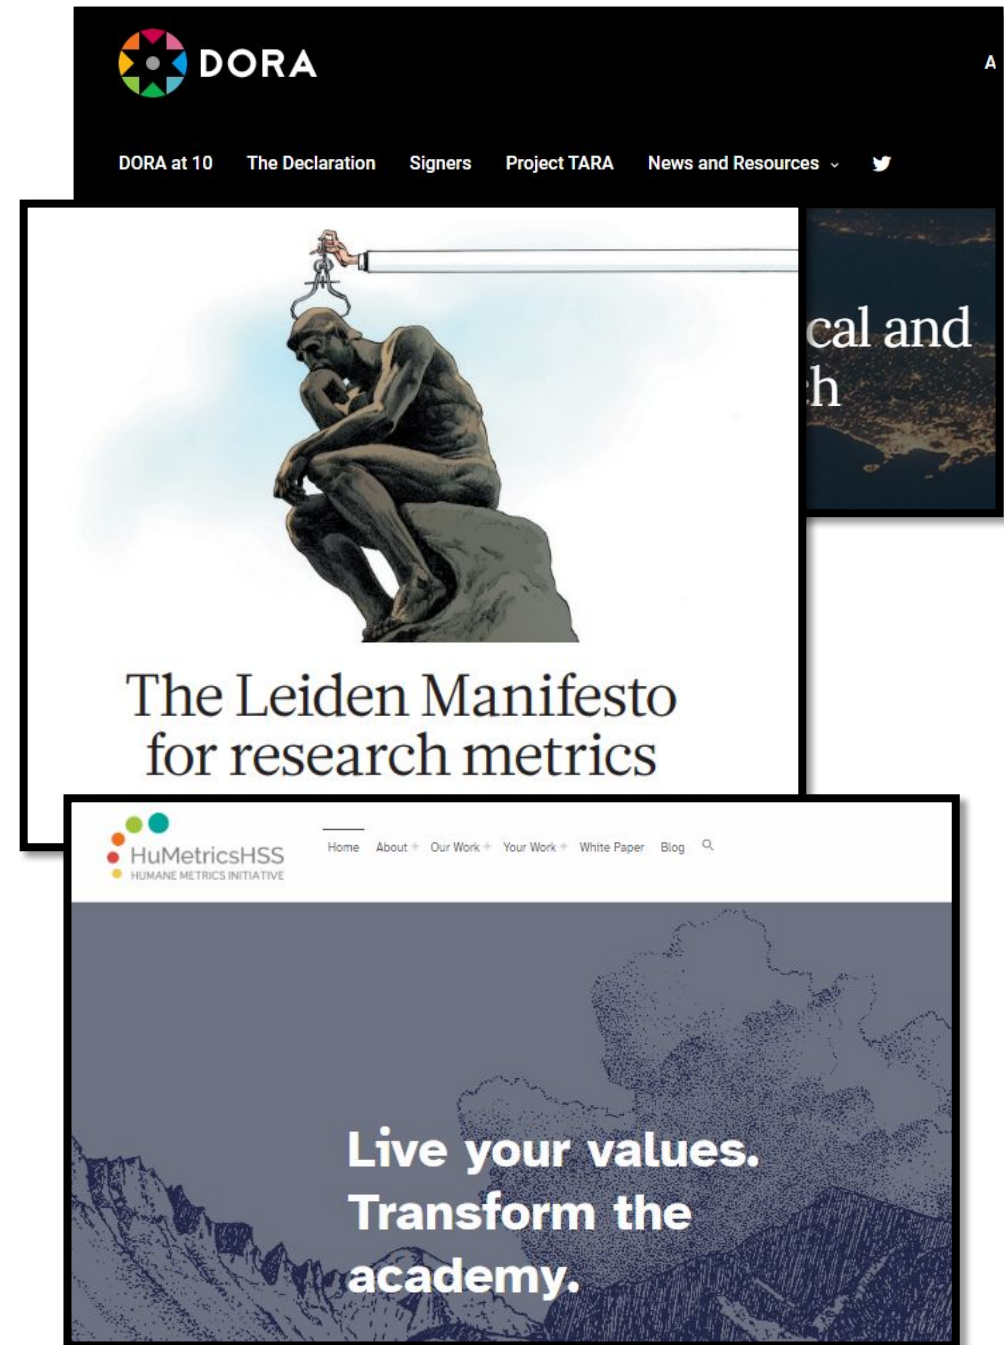 DORA
A
DORA at 10 The Declaration Signers Project TARA News and Resources
cal and
h
The Leiden Manifesto
for research metrics
HuMetricsHSS
HUMANE METRICS INITIATIVE
Home About + Our Work + Your Work + White Paper Blog
Live your values.
Transform the
academy.